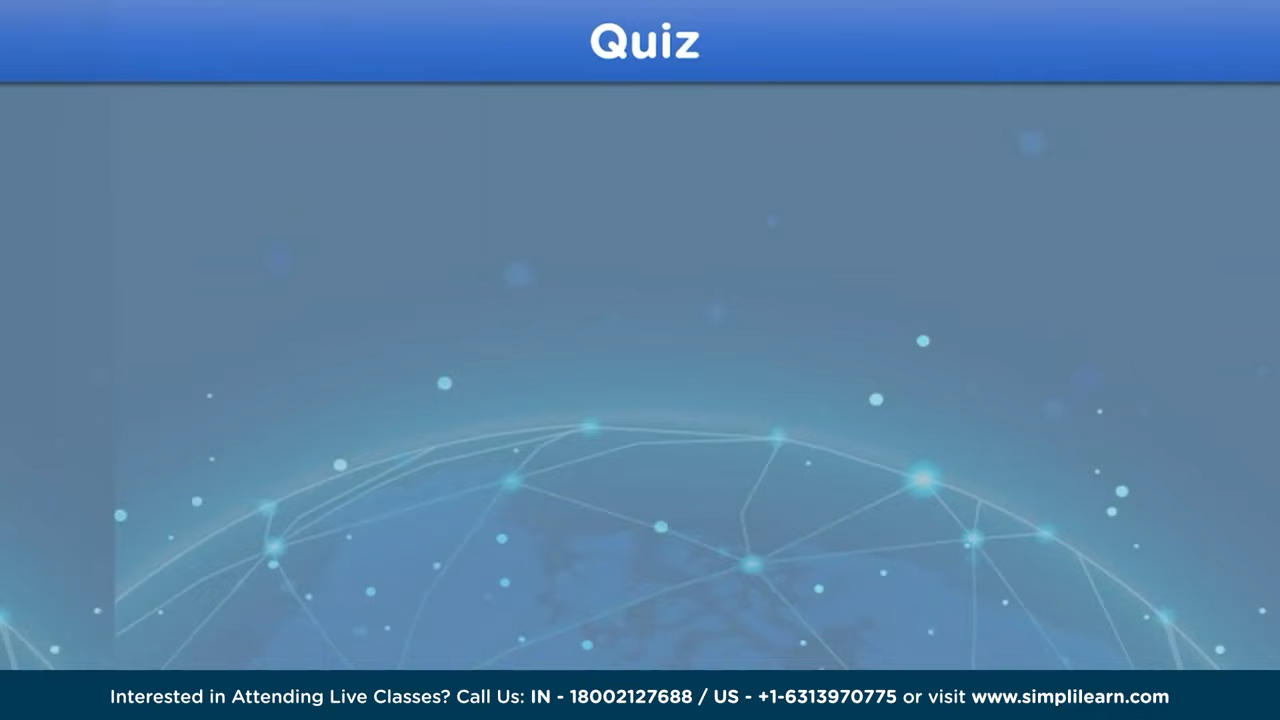 Quiz
Interested in Attending Live Classes? Call Us: IN - 18002127688 / US - +1-6313970775 or visit www.simplilearn.com